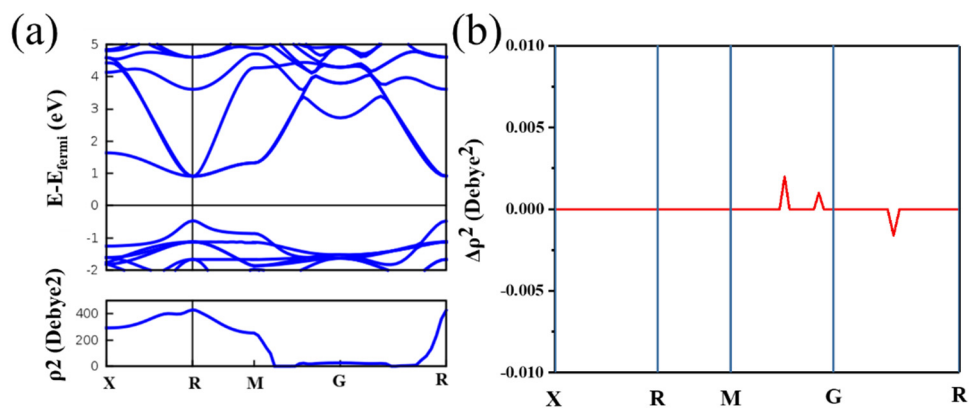 (a)
E-Efermi (eV)
5
4
3
2
1
0
-1
-2
ρ2 (Debye2)
400
200
0
X R M G R
(b)
Δρ² (Debye²)
0.010
0.005
0.000
-0.005
-0.010
X R M G R